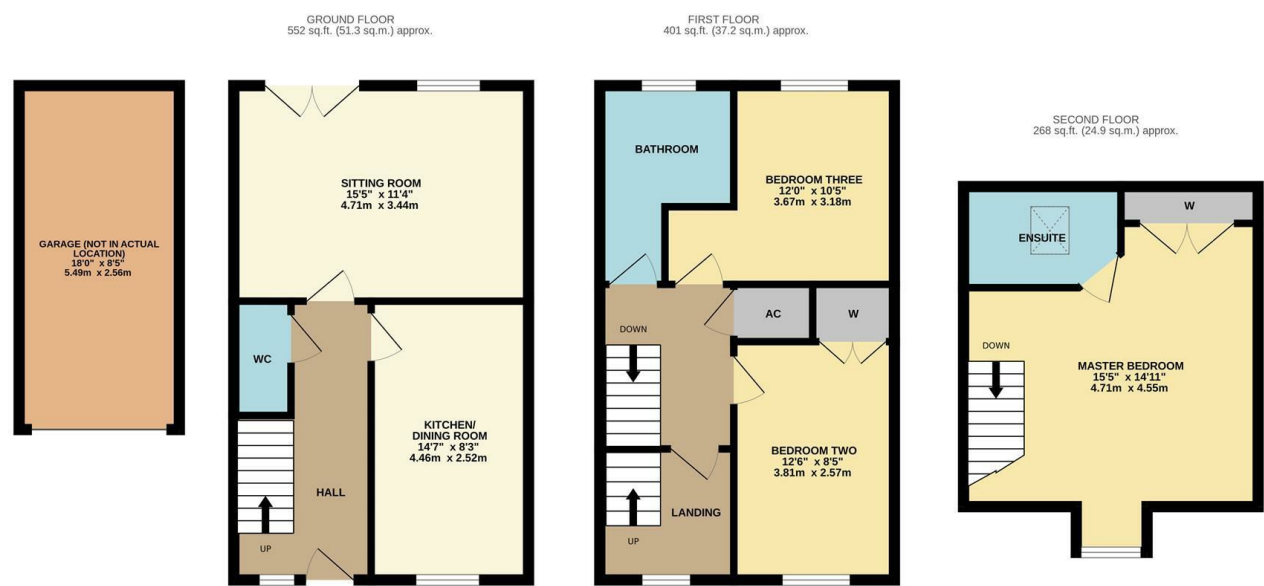 GROUND FLOOR
552 sq.ft. (51.3 sq.m.) approx.
GARAGE (NOT IN ACTUAL
LOCATION)
18'0" x 8'5"
5.49m x 2.56m
SITTING ROOM
15'5" x 11'4"
4.71m x 3.44m
WC
KITCHEN/
DINING ROOM
14'7" x 8'3"
4.46m x 2.52m
HALL
UP
FIRST FLOOR
401 sq.ft. (37.2 sq.m.) approx.
BATHROOM
BEDROOM THREE
12'0" x 10'5"
3.67m x 3.18m
DOWN
AC
W
BEDROOM TWO
12'6" x 8'5"
3.81m x 2.57m
LANDING
UP
SECOND FLOOR
268 sq.ft. (24.9 sq.m.) approx.
ENSUITE
W
DOWN
MASTER BEDROOM
15'5" x 14'11"
4.71m x 4.55m